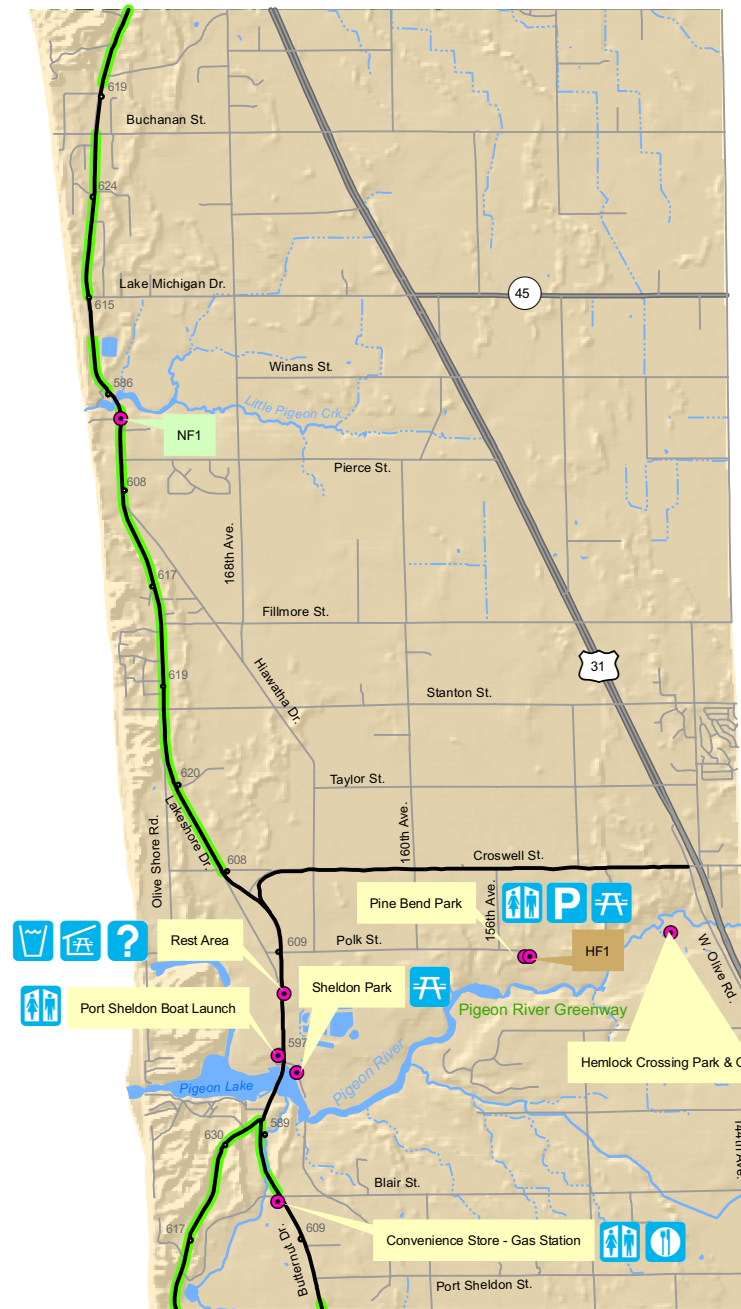 619
Buchanan St.
624
Lake Michigan Dr.
615
45
586
Winans St.
Little Pigeon Crk.
NF1
Pierce St.
608
168th Ave.
617
Fillmore St.
Hiawatha Dr.
31
619
Stanton St.
620
Taylor St.
Lakeshore Dr.
Olive Shore Rd.
160th Ave.
608
Croswell St.
Pine Bend Park
P
156th Ave.
?
Rest Area
609
Polk St.
HF1
W. Olive Rd.
Sheldon Park
Port Sheldon Boat Launch
Pigeon River Greenway
597
Pigeon River
Hemlock Crossing Park & C
Pigeon Lake
589
630
144th Ave.
Blair St.
617
Butternut Dr.
609
Convenience Store - Gas Station
Port Sheldon St.